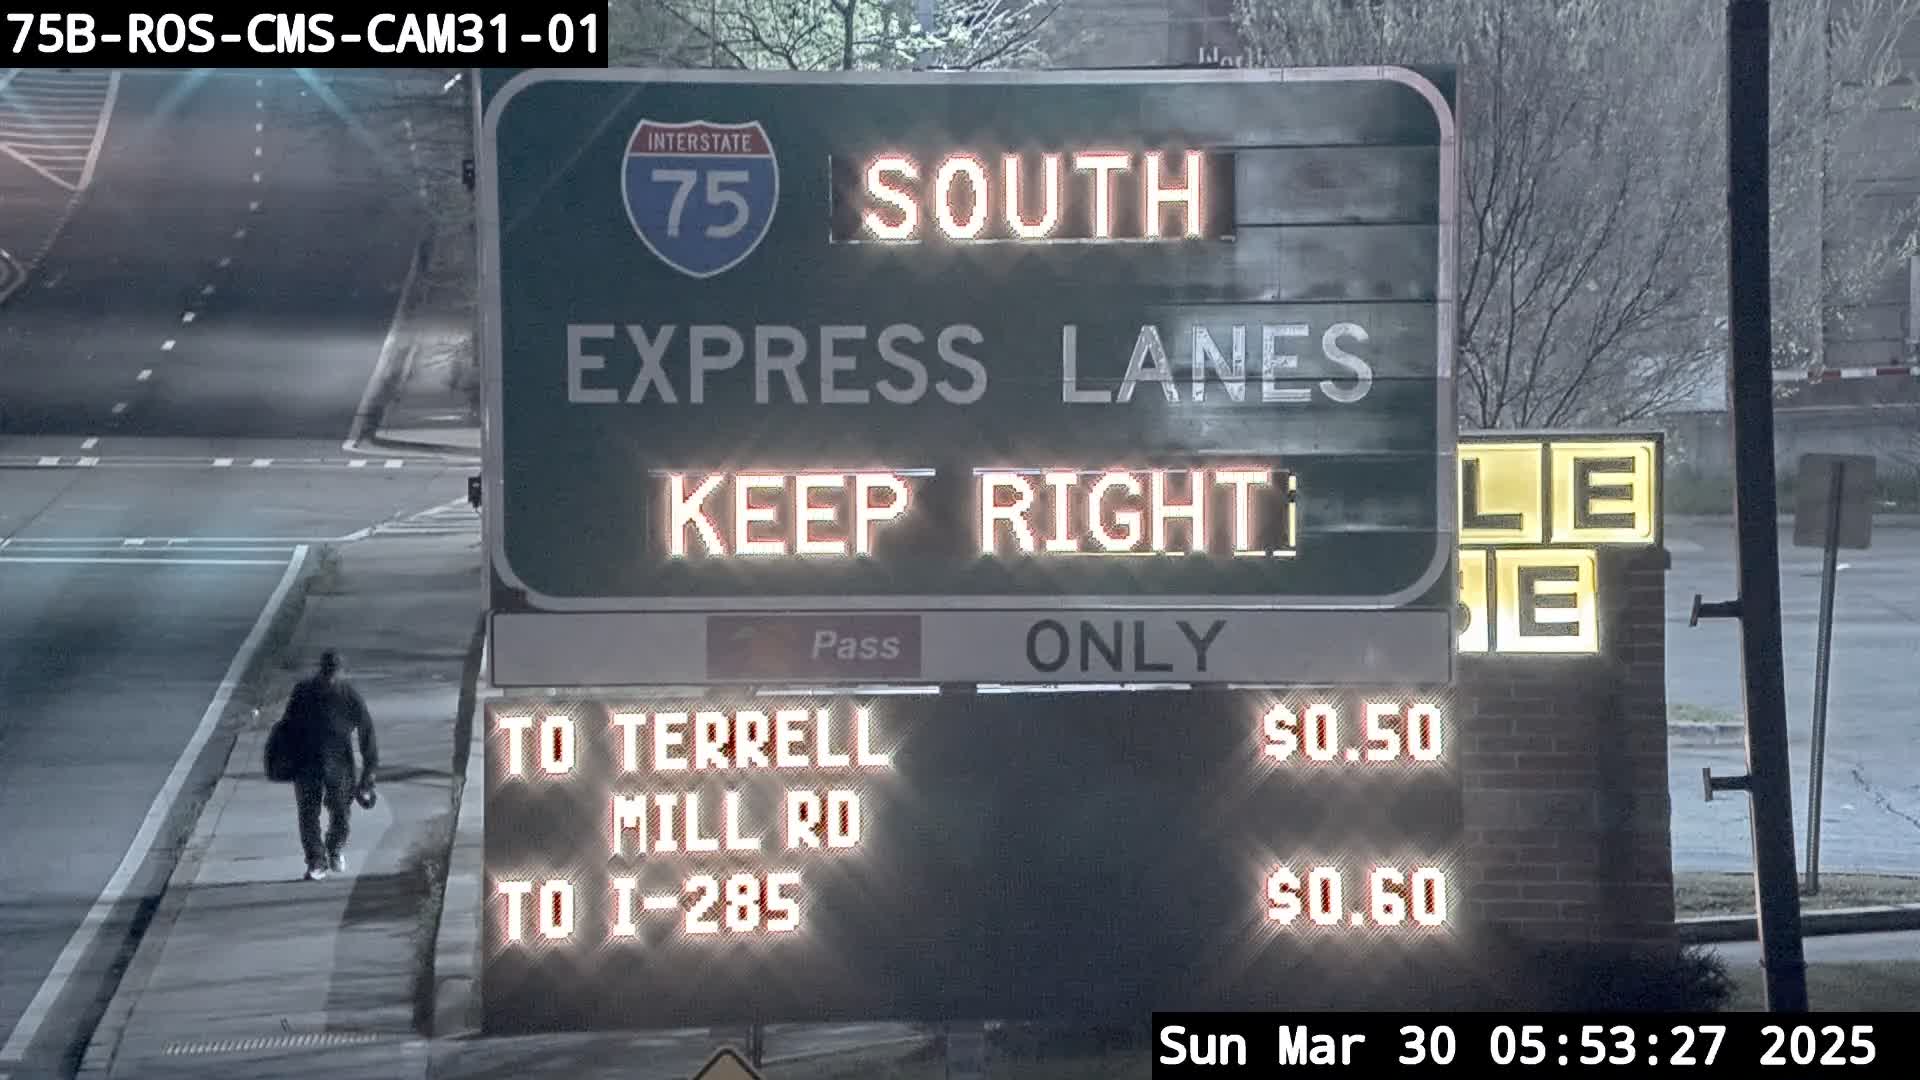 75B-ROS-CMS-CAM31-01
INTERSTATE
75
SOUTH
EXPRESS LANES
KEEP RIGHT
Pass ONLY
LE
E
TO TERRELL $0.50
MILL RD
TO I-285 $0.60
Sun Mar 30 05:53:27 2025